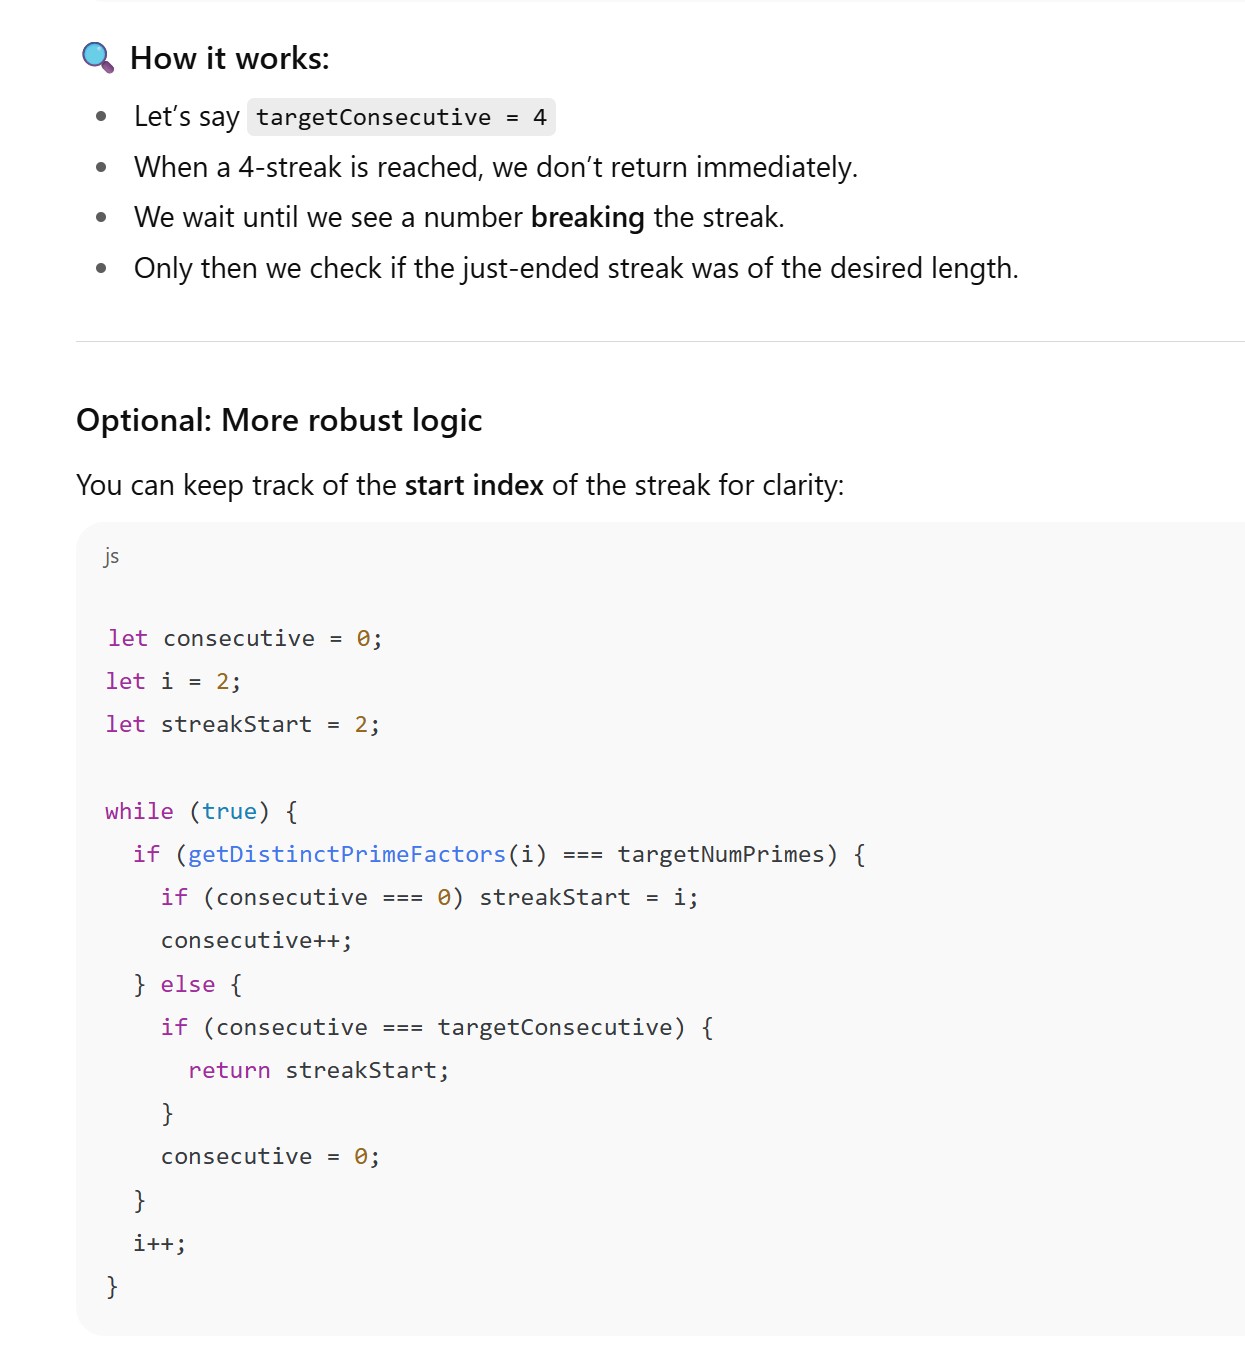 🔍 How it works:
• Let’s say targetConsecutive = 4
• When a 4-streak is reached, we don’t return immediately.
• We wait until we see a number breaking the streak.
• Only then we check if the just-ended streak was of the desired length.
Optional: More robust logic
You can keep track of the start index of the streak for clarity:
js
let consecutive = 0;
let i = 2;
let streakStart = 2;
while (true) {
  if (getDistinctPrimeFactors(i) === targetNumPrimes) {
    if (consecutive === 0) streakStart = i;
    consecutive++;
  } else {
    if (consecutive === targetConsecutive) {
      return streakStart;
    }
    consecutive = 0;
  }
  i++;
}